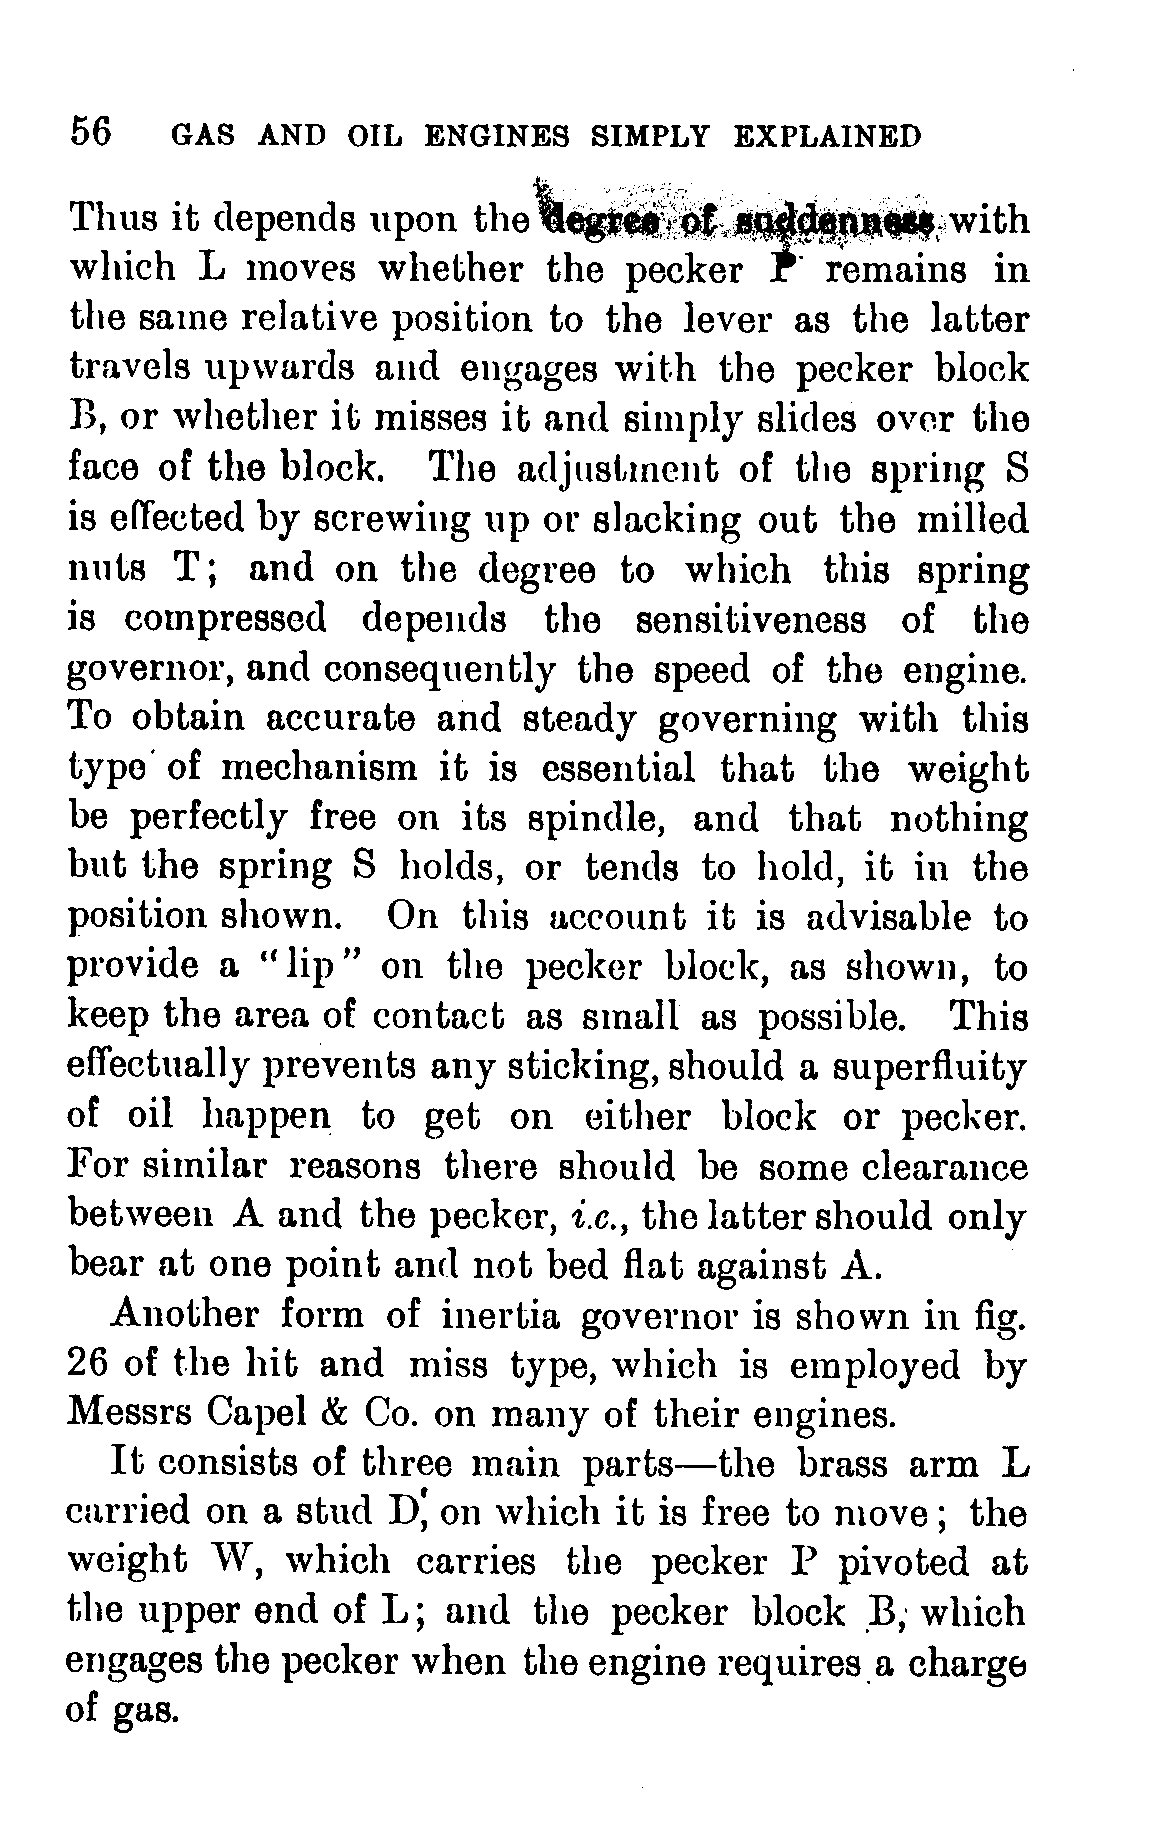 56 GAS AND OIL ENGINES SIMPLY EXPLAINED
Thus it depends upon the degree of suddenness with
which L moves whether the pecker P remains in
the same relative position to the lever as the latter
travels upwards and engages with the pecker block
B, or whether it misses it and simply slides over the
face of the block. The adjustment of the spring S
is effected by screwing up or slacking out the milled
nuts T; and on the degree to which this spring
is compressed depends the sensitiveness of the
governor, and consequently the speed of the engine.
To obtain accurate and steady governing with this
type of mechanism it is essential that the weight
be perfectly free on its spindle, and that nothing
but the spring S holds, or tends to hold, it in the
position shown. On this account it is advisable to
provide a "lip" on the pecker block, as shown, to
keep the area of contact as small as possible. This
effectually prevents any sticking, should a superfluity
of oil happen to get on either block or pecker.
For similar reasons there should be some clearance
between A and the pecker, i.e., the latter should only
bear at one point and not bed flat against A.
Another form of inertia governor is shown in fig.
26 of the hit and miss type, which is employed by
Messrs Capel & Co. on many of their engines.
It consists of three main parts—the brass arm L
carried on a stud D, on which it is free to move; the
weight W, which carries the pecker P pivoted at
the upper end of L; and the pecker block B, which
engages the pecker when the engine requires a charge
of gas.